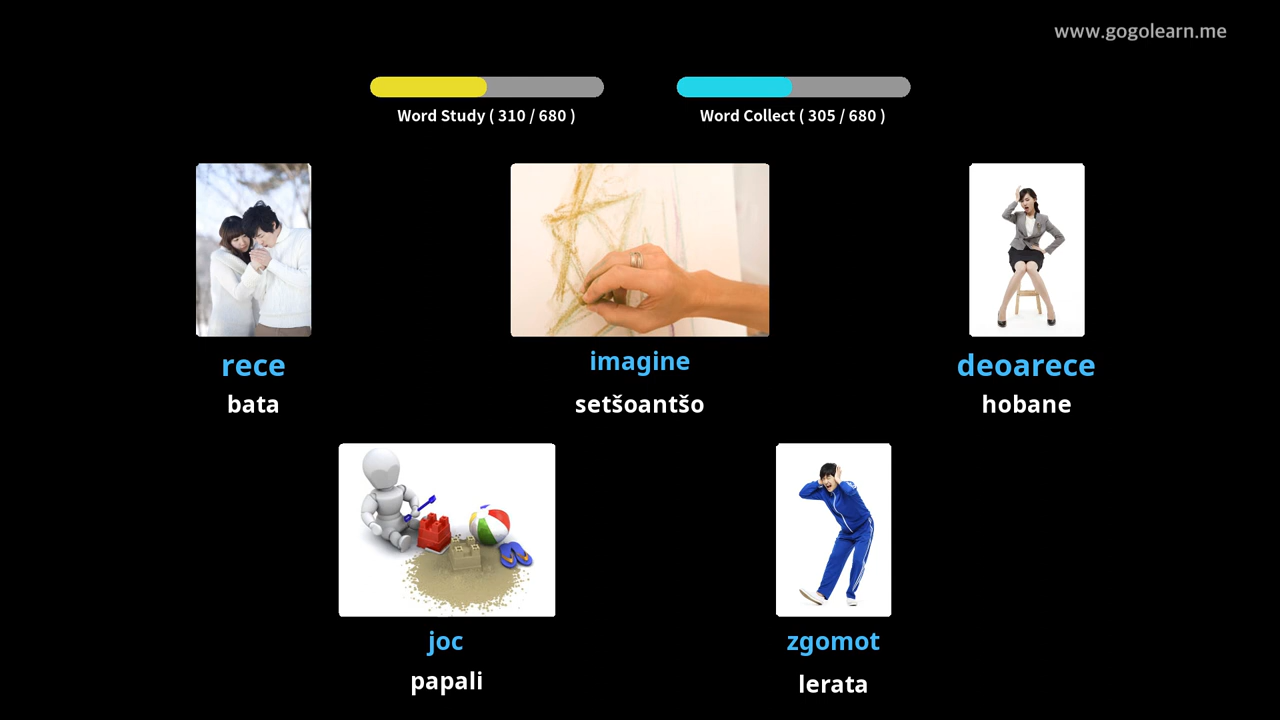 www.gogolearn.me
Word Study ( 310 / 680 )
Word Collect ( 305 / 680 )
rece
bata
imagine
setšoantšo
deoarece
hobane
joc
papali
zgomot
lerata